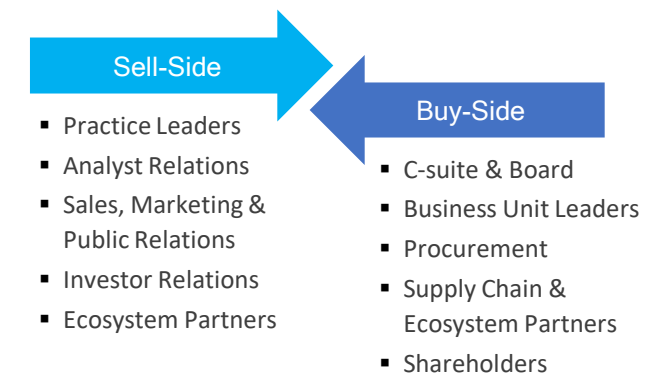 Sell-Side
▪ Practice Leaders
▪ Analyst Relations
▪ Sales, Marketing &
Public Relations
▪ Investor Relations
▪ Ecosystem Partners
Buy-Side
▪ C-suite & Board
▪ Business Unit Leaders
▪ Procurement
▪ Supply Chain &
Ecosystem Partners
▪ Shareholders